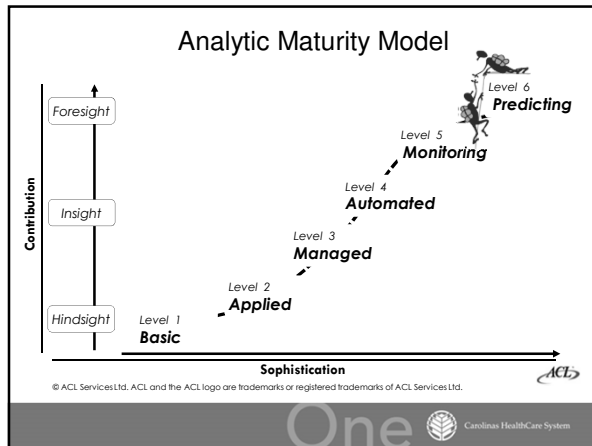 Analytic Maturity Model
Foresight
Insight
Hindsight
Contribution
Level 6
Predicting
Level 5
Monitoring
Level 4
Automated
Level 3
Managed
Level 2
Applied
Level 1
Basic
Sophistication
© ACL Services Ltd. ACL and the ACL logo are trademarks or registered trademarks of ACL Services Ltd.
ACL
One
Carolinas HealthCare System